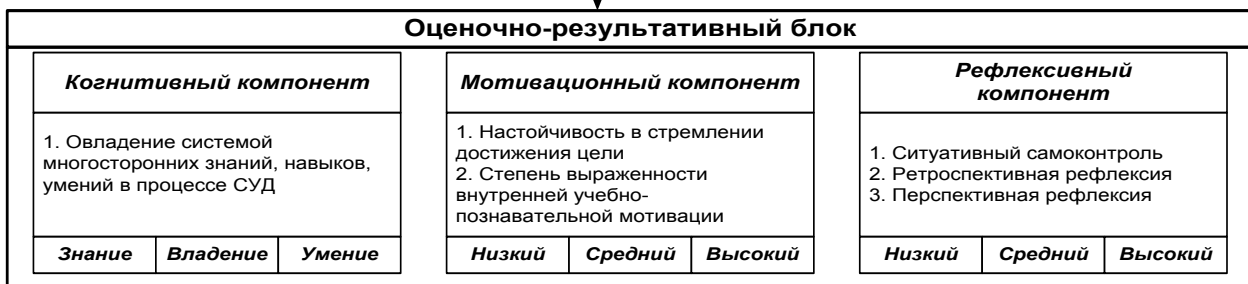 Оценочно-результативный блок
Когнитивный компонент
1. Овладение системой
многосторонних знаний, навыков,
умений в процессе СУД
Знание Владение Умение
Мотивационный компонент
1. Настойчивость в стремлении
достижения цели
2. Степень выраженности
внутренней учебно-
познавательной мотивации
Низкий Средний Высокий
Рефлексивный
компонент
1. Ситуативный самоконтроль
2. Ретроспективная рефлексия
3. Перспективная рефлексия
Низкий Средний Высокий